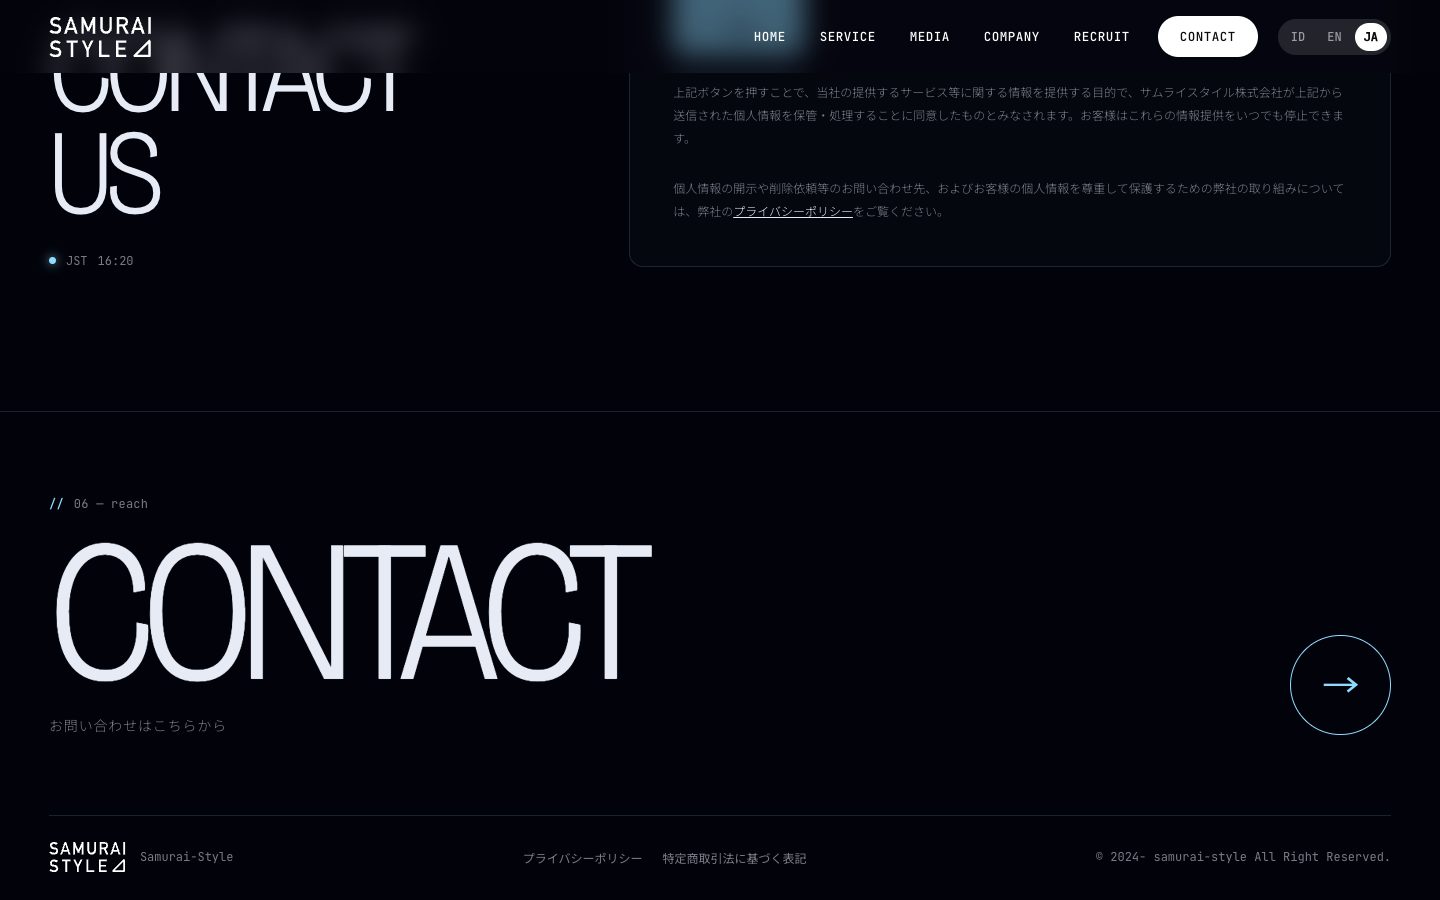 SAMURAI
STYLE
HOME SERVICE MEDIA COMPANY RECRUIT CONTACT ID EN JA
CONTACT
US
JST 16:20
上記ボタンを押すことで、当社の提供するサービス等に関する情報を提供する目的で、サムライスタイル株式会社が上記から
送信された個人情報を保管・処理することに同意したものとみなされます。お客様はこれらの情報提供をいつでも停止できま
す。
個人情報の開示や削除依頼等のお問い合わせ先、およびお客様の個人情報を尊重して保護するための弊社の取り組みについて
は、弊社のプライバシーポリシーをご覧ください。
// 06 — reach
CONTACT
お問い合わせはこちらから
SAMURAI
STYLE
Samurai-Style
プライバシーポリシー 特定商取引法に基づく表記
© 2024- samurai-style All Right Reserved.